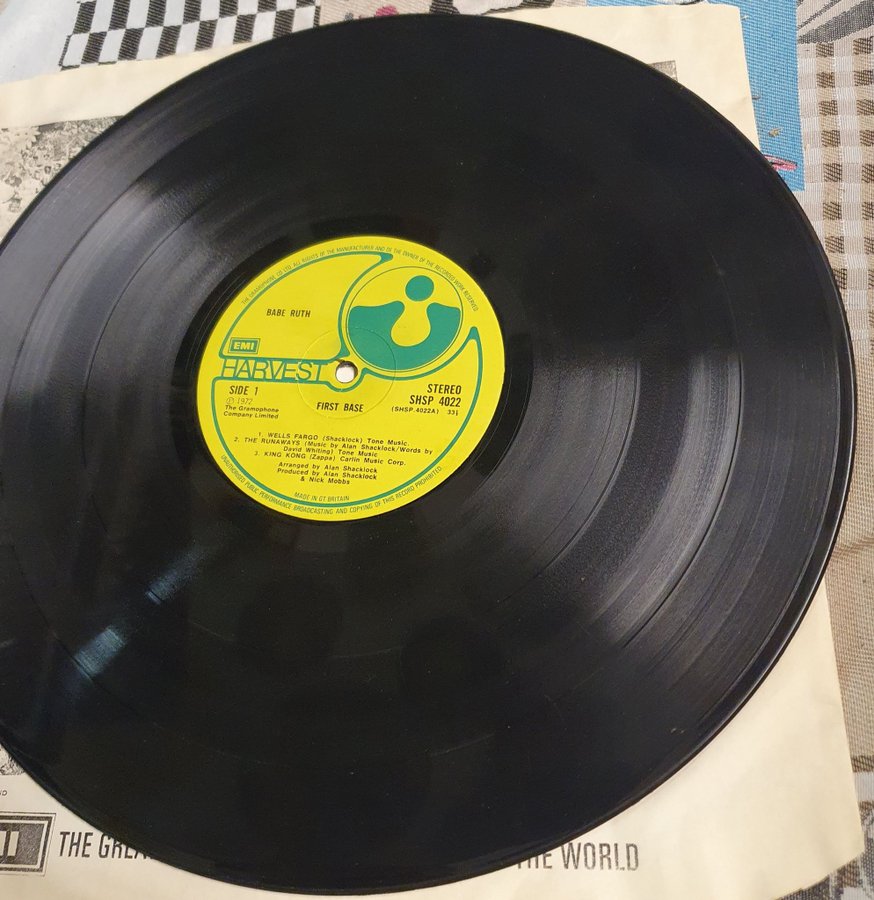 THE GRAMOPHONE CO LTD. ALL RIGHTS OF THE MANUFACTURER AND OF THE OWNER OF THE RECORDED WORK RESERVED.
BABE RUTH
EMI
HARVEST
SIDE 1
STEREO
℗ 1972
SHSP 4022
The Gramophone
FIRST BASE
(SHSP 4022A) 33⅓
Company Limited
1. WELLS FARGO (Shacklock) Tone Music.
2. THE RUNAWAYS (Music by Alan Shacklock/Words by
David Whiting) Tone Music
3. KING KONG (Zappa) Carlin Music Corp.
Arranged by Alan Shacklock
Produced by Alan Shacklock
& Nick Mobbs
MADE IN GT. BRITAIN
UNAUTHORISED PUBLIC PERFORMANCE BROADCASTING AND COPYING OF THIS RECORD PROHIBITED.
THE WORLD